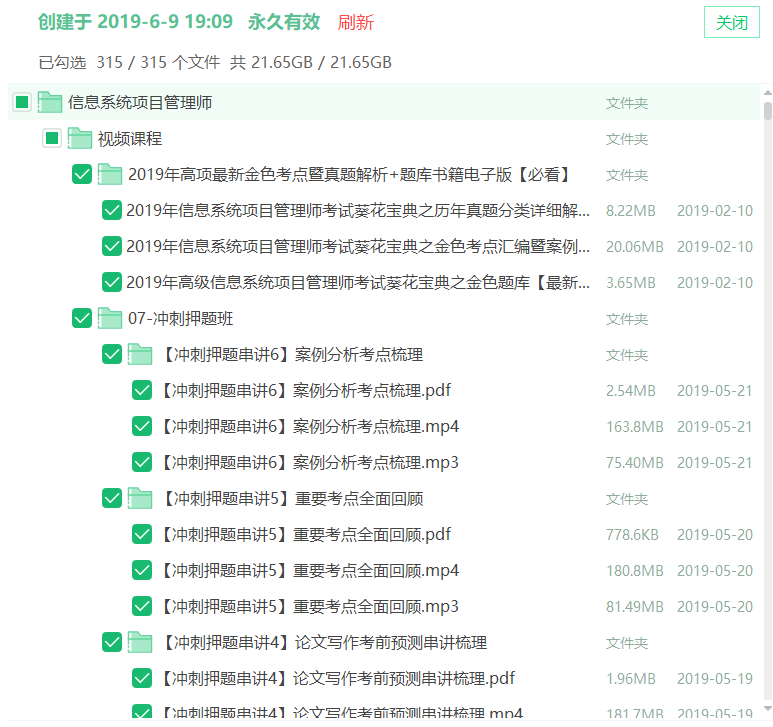 创建于 2019-6-9 19:09 永久有效 刷新 关闭
已勾选 315 / 315 个文件 共 21.65GB / 21.65GB
信息系统项目管理师 文件夹
视频课程 文件夹
2019年高项最新金色考点暨真题解析+题库书籍电子版【必看】 文件夹
2019年信息系统项目管理师考试葵花宝典之历年真题分类详细解... 8.22MB 2019-02-10
2019年信息系统项目管理师考试葵花宝典之金色考点汇编暨案例... 20.06MB 2019-02-10
2019年高级信息系统项目管理师考试葵花宝典之金色题库【最新... 3.65MB 2019-02-10
07-冲刺押题班 文件夹
【冲刺押题串讲6】案例分析考点梳理 文件夹
【冲刺押题串讲6】案例分析考点梳理.pdf 2.54MB 2019-05-21
【冲刺押题串讲6】案例分析考点梳理.mp4 163.8MB 2019-05-21
【冲刺押题串讲6】案例分析考点梳理.mp3 75.40MB 2019-05-21
【冲刺押题串讲5】重要考点全面回顾 文件夹
【冲刺押题串讲5】重要考点全面回顾.pdf 778.6KB 2019-05-20
【冲刺押题串讲5】重要考点全面回顾.mp4 180.8MB 2019-05-20
【冲刺押题串讲5】重要考点全面回顾.mp3 81.49MB 2019-05-20
【冲刺押题串讲4】论文写作考前预测串讲梳理 文件夹
【冲刺押题串讲4】论文写作考前预测串讲梳理.pdf 1.96MB 2019-05-19
【冲刺押题串讲4】论文写作考前预测串讲梳理.mp4 181.7MB 2019-05-19